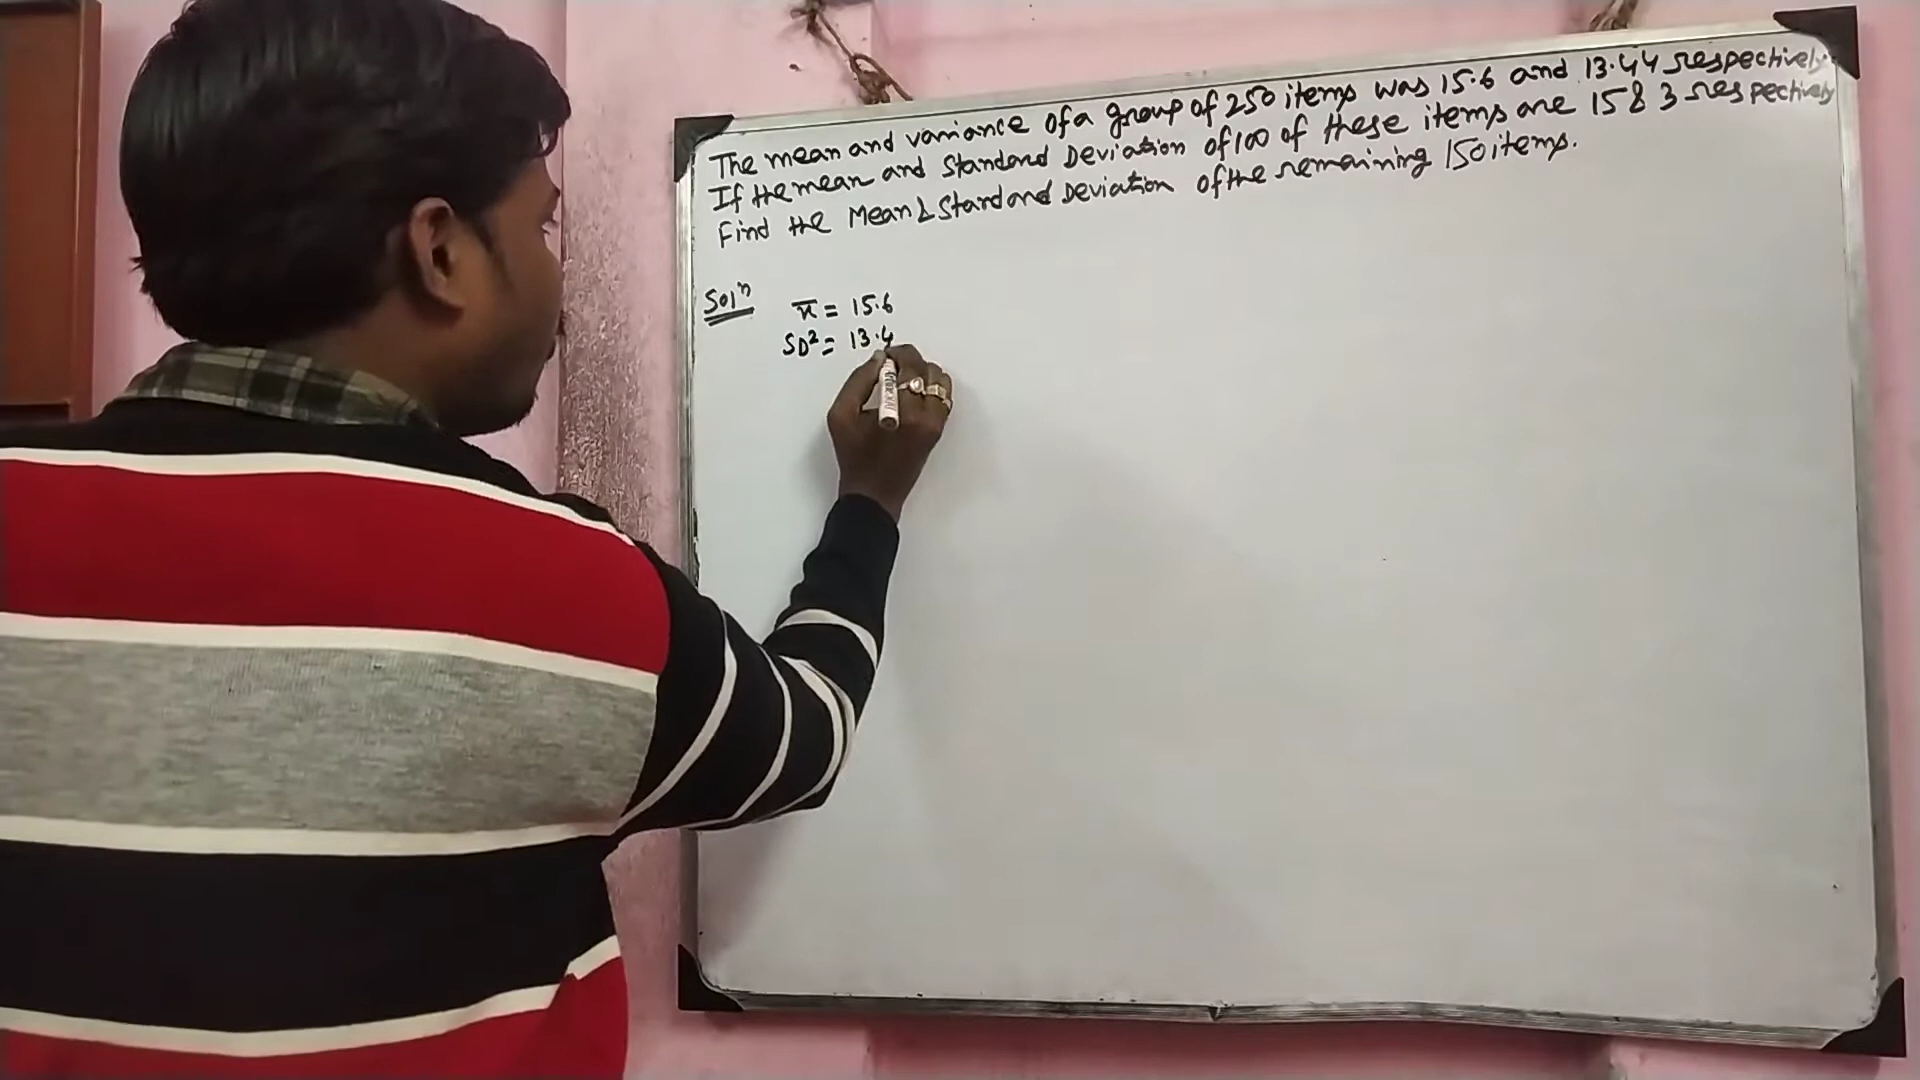 The mean and variance of a group of 250 items was 15.6 and 13.44 respectively.
If the mean and Standard Deviation of 100 of these items are 15 & 3 respectively
Find the Mean & Standard Deviation of the remaining 150 items.
Solⁿ x̄ = 15.6
SD² = 13.4